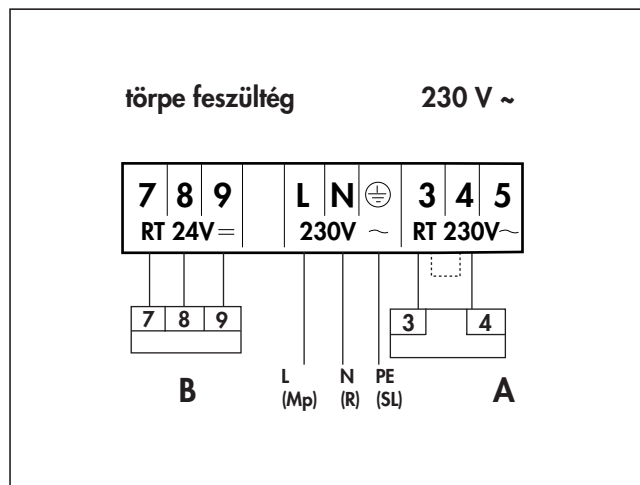 törpe feszültég 230 V ~
7 8 9 L N 3 4 5
RT 24V = 230V ~ RT 230V~
7 8 9 3 4
L N PE
(Mp) (R) (SL)
B A